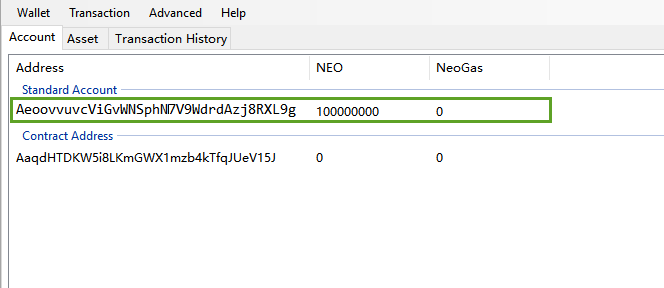 Wallet Transaction Advanced Help
Account Asset Transaction History
Address NEO NeoGas
Standard Account
AeoovvuvcViGvWNSphN7V9WdrdAzj8RXL9g 100000000 0
Contract Address
AaqdHTDKW5i8LKmGWX1mzb4kTfqJUeV15J 0 0